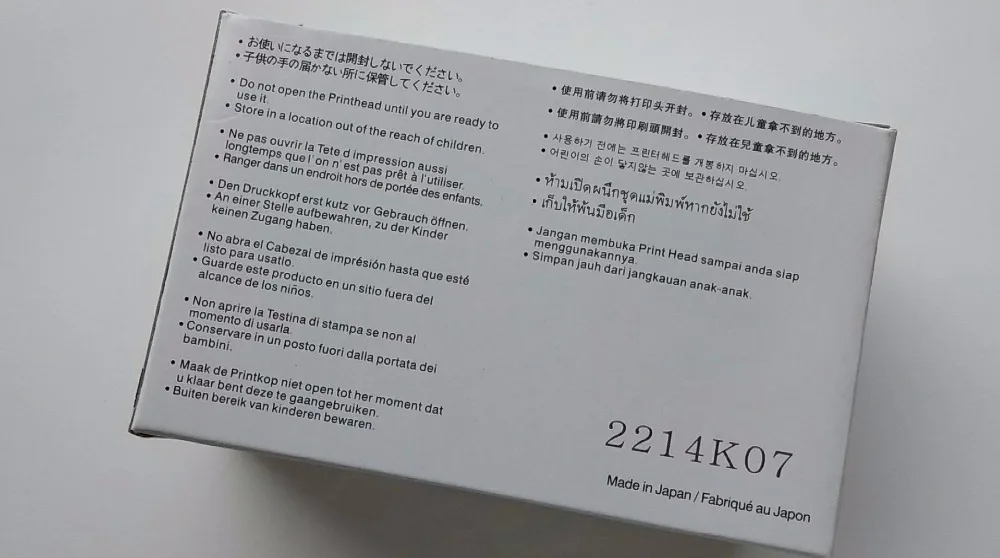 • お使いになるまでは開封しないでください。
• 子供の手の届かない所に保管してください。
• Do not open the Printhead until you are ready to
use it.
• Store in a location out of the reach of children.
• Ne pas ouvrir la Tete d impression aussi
longtemps que l' on n' est pas prêt à l'utiliser.
• Ranger dans un endroit hors de portée des enfants.
• Den Druckkopf erst kutz vor Gebrauch öffnen.
• An einer Stelle aufbewahren, zu der Kinder
keinen Zugang haben.
• No abra el Cabezal de impresión hasta que esté
listo para usatlo.
• Guarde este producto en un sitio fuera del
alcance de los niños.
• Non aprire la Testina di stampa se non al
momento di usarla.
• Conservare in un posto fuori dalla portata dei
bambini.
• Maak de Printkop niet open tot her moment dat
u klaar bent deze te gaangebruiken.
• Buiten bereik van kinderen bewaren.
• 使用前请勿将打印头开封。 • 存放在儿童拿不到的地方。
• 使用前請勿將印刷頭開封。 • 存放在兒童拿不到的地方。
• 사용하기 전에는 프린터헤드를 개봉하지 마십시오.
• 어린이의 손이 닿지않는 곳에 보관하십시오.
• ห้ามเปิดผนึกชุดแม่พิมพ์หากยังไม่ใช้
• เก็บให้พ้นมือเด็ก
• Jangan membuka Print Head sampai anda siap
menggunakannya.
• Simpan jauh dari jangkauan anak-anak.
2214K07
Made in Japan / Fabriqué au Japon